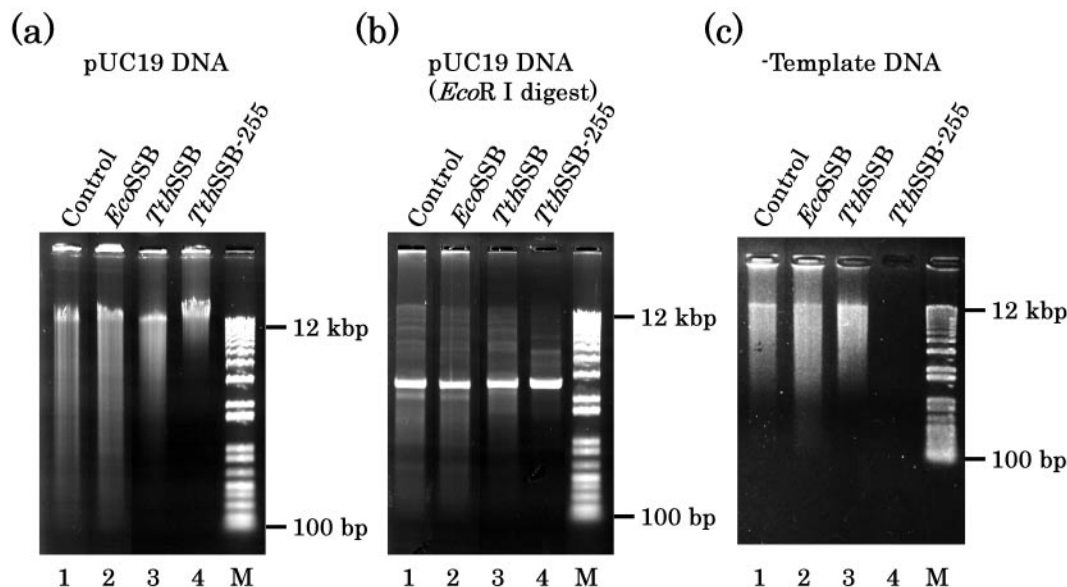 (a)
pUC19 DNA
Control
EcoSSB
TthSSB
TthSSB-255
12 kbp
100 bp
1 2 3 4 M
(b)
pUC19 DNA
(EcoR I digest)
Control
EcoSSB
TthSSB
TthSSB-255
12 kbp
100 bp
1 2 3 4 M
(c)
-Template DNA
Control
EcoSSB
TthSSB
TthSSB-255
12 kbp
100 bp
1 2 3 4 M